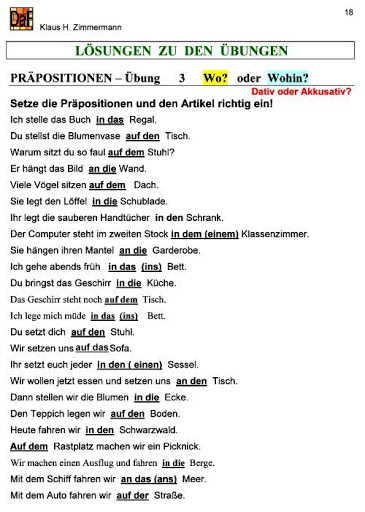 DaF
Klaus H. Zimmermann
18
LÖSUNGEN ZU DEN ÜBUNGEN
PRÄPOSITIONEN – Übung 3 Wo? oder Wohin?
Dativ oder Akkusativ?
Setze die Präpositionen und den Artikel richtig ein!
Ich stelle das Buch in das Regal.
Du stellst die Blumenvase auf den Tisch.
Warum sitzt du so faul auf dem Stuhl?
Er hängt das Bild an die Wand.
Viele Vögel sitzen auf dem Dach.
Sie legt den Löffel in die Schublade.
Ihr legt die sauberen Handtücher in den Schrank.
Der Computer steht im zweiten Stock in dem (einem) Klassenzimmer.
Sie hängen ihren Mantel an die Garderobe.
Ich gehe abends früh in das (ins) Bett.
Du bringst das Geschirr in die Küche.
Das Geschirr steht noch auf dem Tisch.
Ich lege mich müde in das (ins) Bett.
Du setzt dich auf den Stuhl.
Wir setzen uns auf das Sofa.
Ihr setzt euch jeder in den ( einen) Sessel.
Wir wollen jetzt essen und setzen uns an den Tisch.
Dann stellen wir die Blumen in die Ecke.
Den Teppich legen wir auf den Boden.
Heute fahren wir in den Schwarzwald.
Auf dem Rastplatz machen wir ein Picknick.
Wir machen einen Ausflug und fahren in die Berge.
Mit dem Schiff fahren wir an das (ans) Meer.
Mit dem Auto fahren wir auf der Straße.